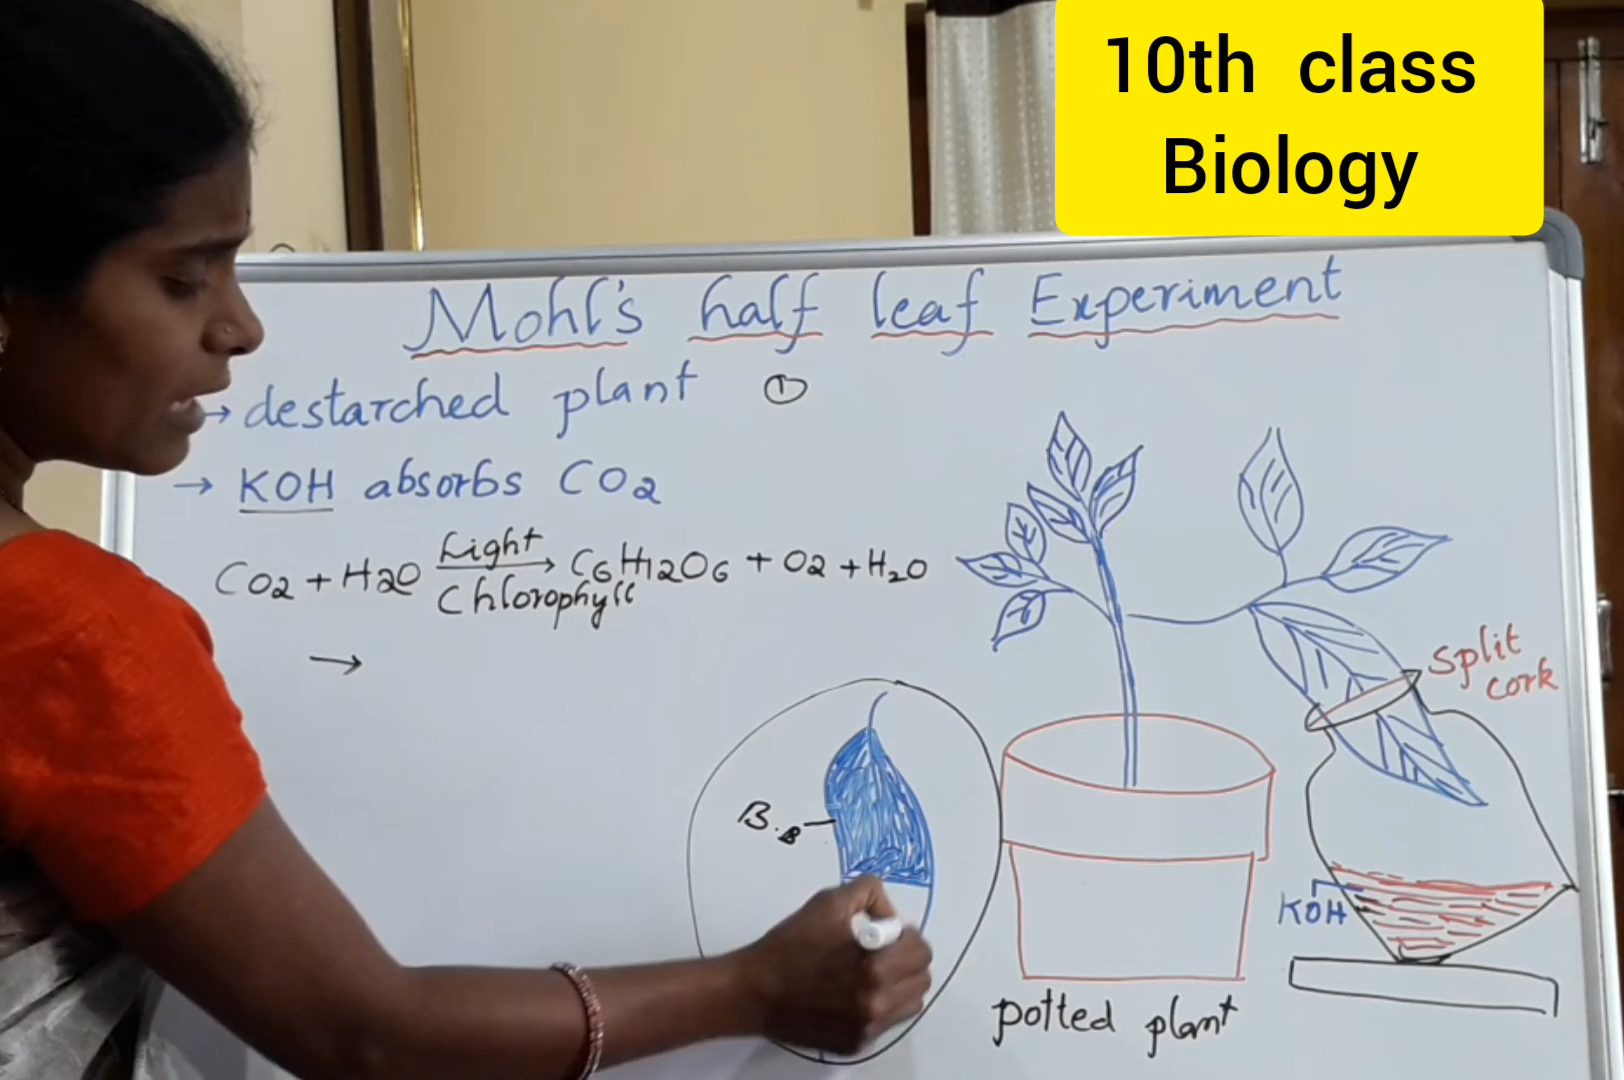 10th class
Biology
Mohl's half leaf Experiment
→ destarched plant ①
→ KOH absorbs CO2
CO2 + H2O Light → Chlorophyll C6H12O6 + O2 + H2O
→
Split
cork
B.B
KOH
potted plant